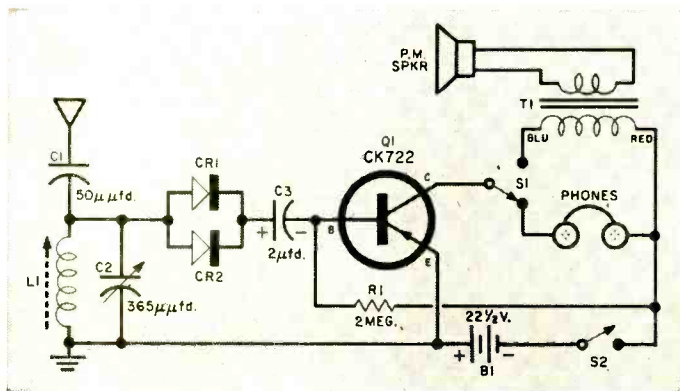 P.M.
SPKR
T1
BLU
RED
Q1
CK722
C1
50µµfd.
CR1
C3
C
S1
PHONES
+
-
B
2µfd.
CR2
E
L1
C2
365µµfd.
R1
2MEG.
22½V.
+
-
B1
S2